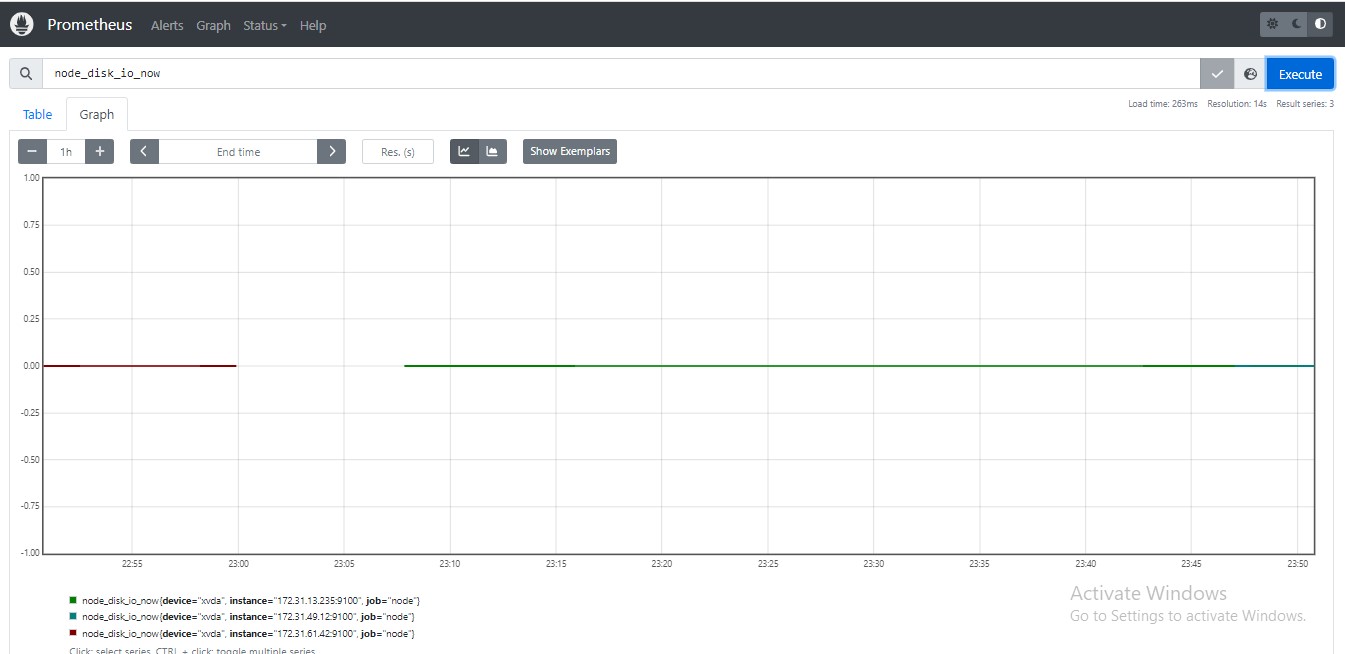 Prometheus Alerts Graph Status Help
node_disk_io_now Execute
Load time: 263ms Resolution: 14s Result series: 3
Table Graph
1h End time Res. (s) Show Exemplars
1.00
0.75
0.50
0.25
0.00
-0.25
-0.50
-0.75
-1.00
22:55 23:00 23:05 23:10 23:15 23:20 23:25 23:30 23:35 23:40 23:45 23:50
node_disk_io_now{device="xvda", instance="172.31.13.235:9100", job="node"}
node_disk_io_now{device="xvda", instance="172.31.49.12:9100", job="node"}
node_disk_io_now{device="xvda", instance="172.31.61.42:9100", job="node"}
Click: select series, CTRL + click: toggle multiple series
Activate Windows
Go to Settings to activate Windows.